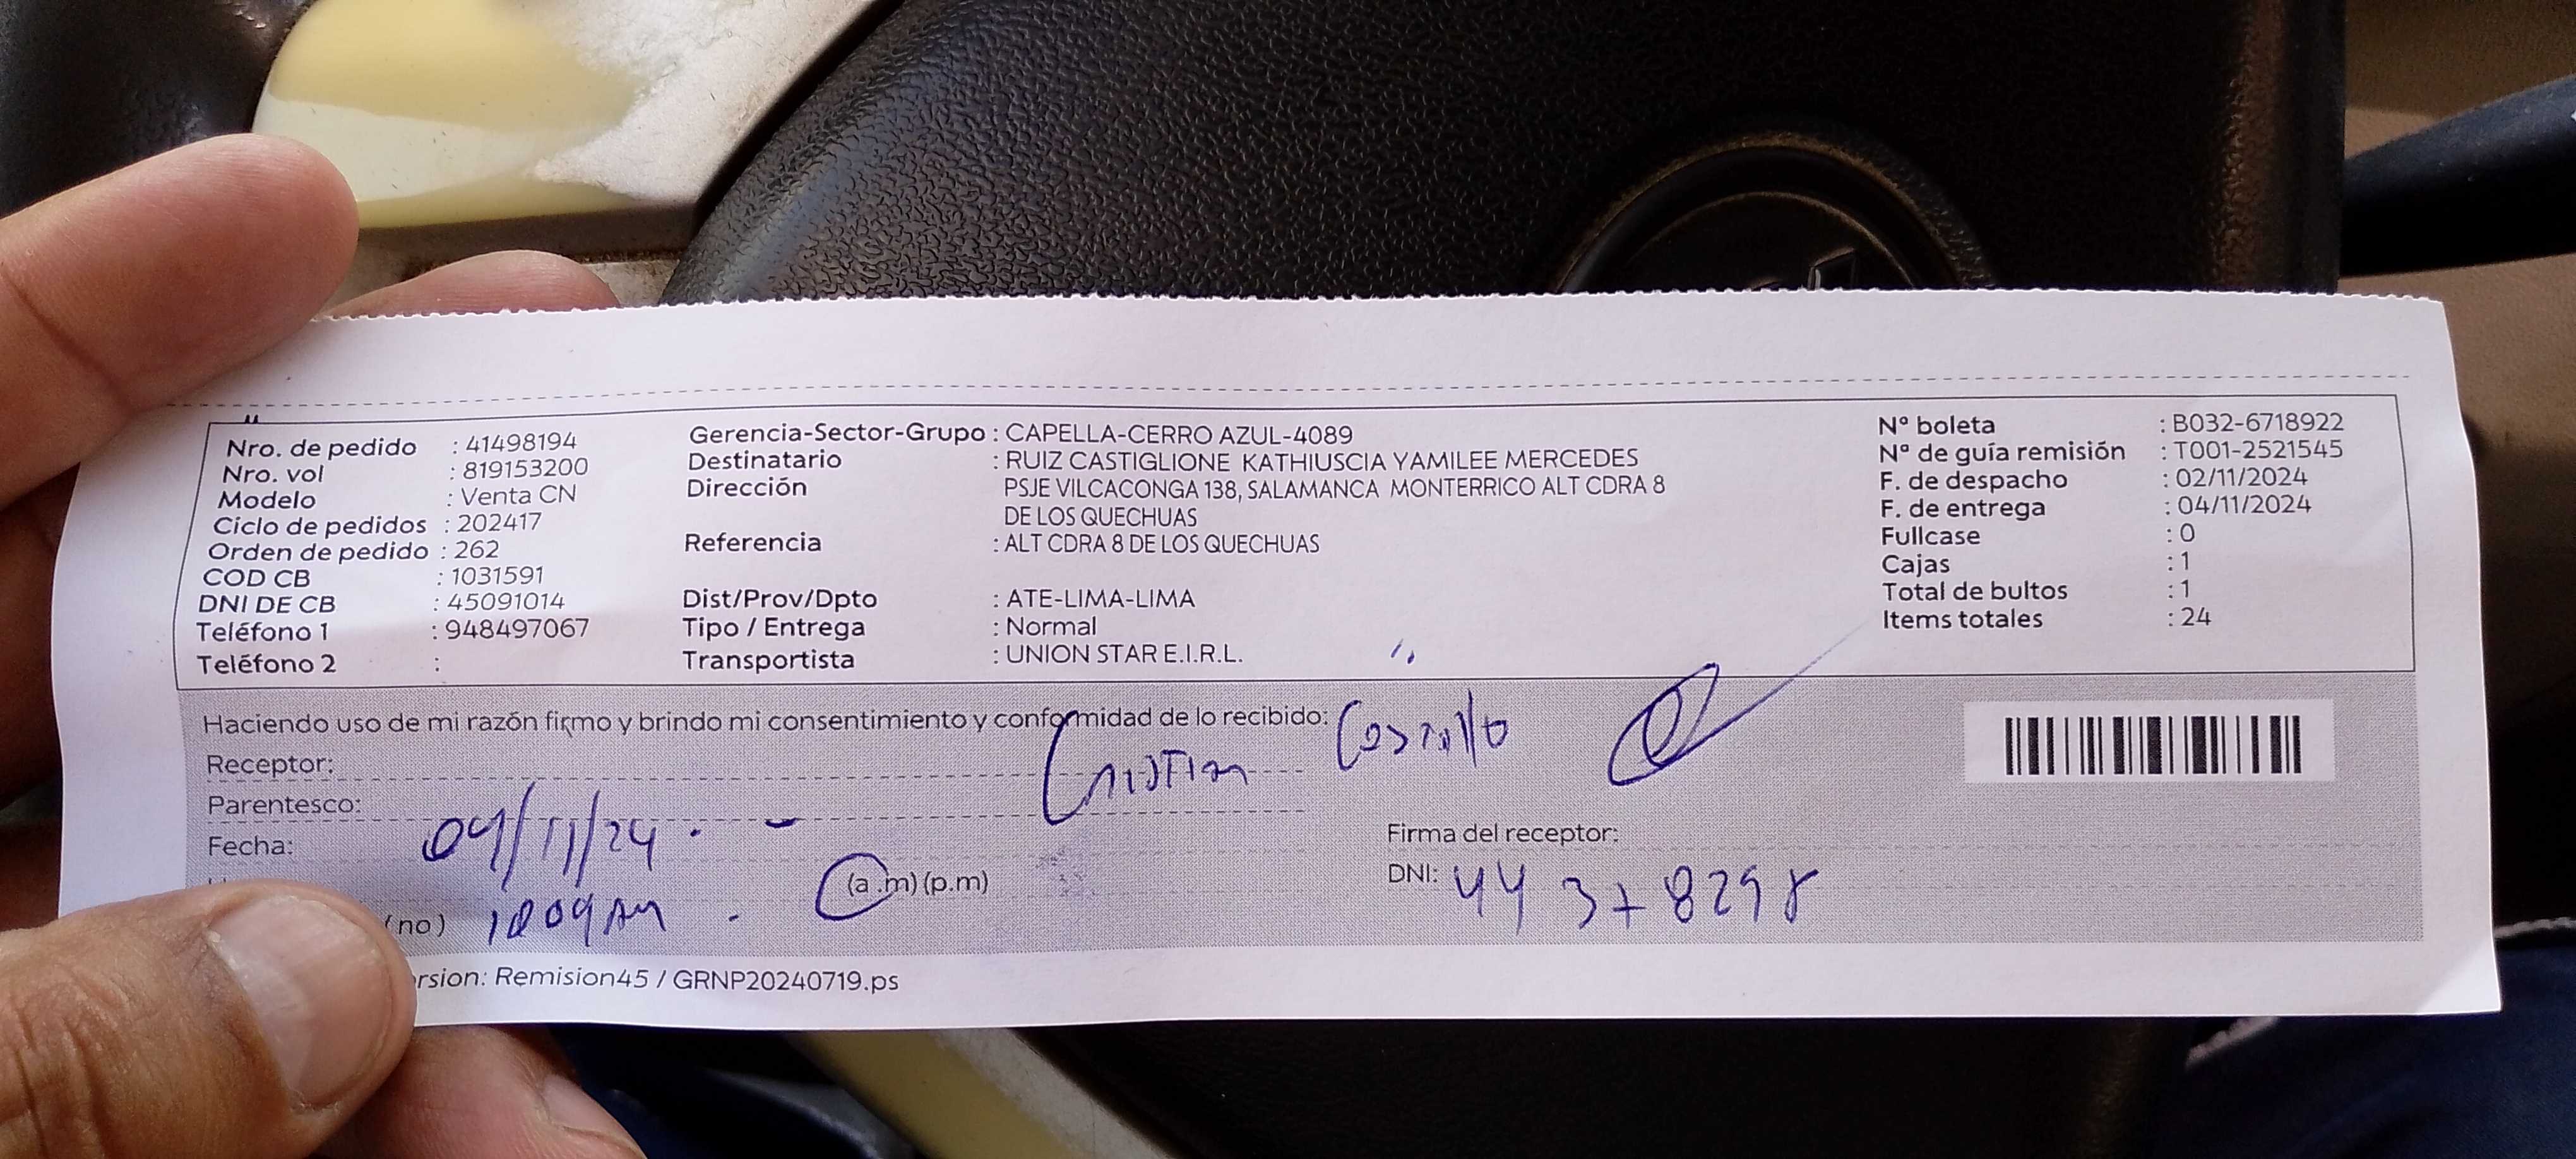 Nro. de pedido : 41498194
Nro. vol : 819153200
Modelo : Venta CN
Ciclo de pedidos : 202417
Orden de pedido : 262
COD CB : 1031591
DNI DE CB : 45091014
Teléfono 1 : 948497067
Teléfono 2 :
Gerencia-Sector-Grupo : CAPELLA-CERRO AZUL-4089
Destinatario : RUIZ CASTIGLIONE KATHIUSCIA YAMILEE MERCEDES
Dirección PSJE VILCACONGA 138, SALAMANCA MONTERRICO ALT CDRA 8
DE LOS QUECHUAS
Referencia : ALT CDRA 8 DE LOS QUECHUAS
Dist/Prov/Dpto : ATE-LIMA-LIMA
Tipo / Entrega : Normal
Transportista : UNION STAR E.I.R.L.
Nº boleta : B032-6718922
Nª de guía remisión : T001-2521545
F. de despacho : 02/11/2024
F. de entrega : 04/11/2024
Fullcase : 0
Cajas : 1
Total de bultos : 1
Items totales : 24
Haciendo uso de mi razón firmo y brindo mi consentimiento y conformidad de lo recibido:
Receptor: Cristian Castillo
Parentesco:
Fecha: 04/11/24
(a.m) (p.m)
(no)
Firma del receptor:
DNI: 44378298
rsion: Remision45 / GRNP20240719.ps